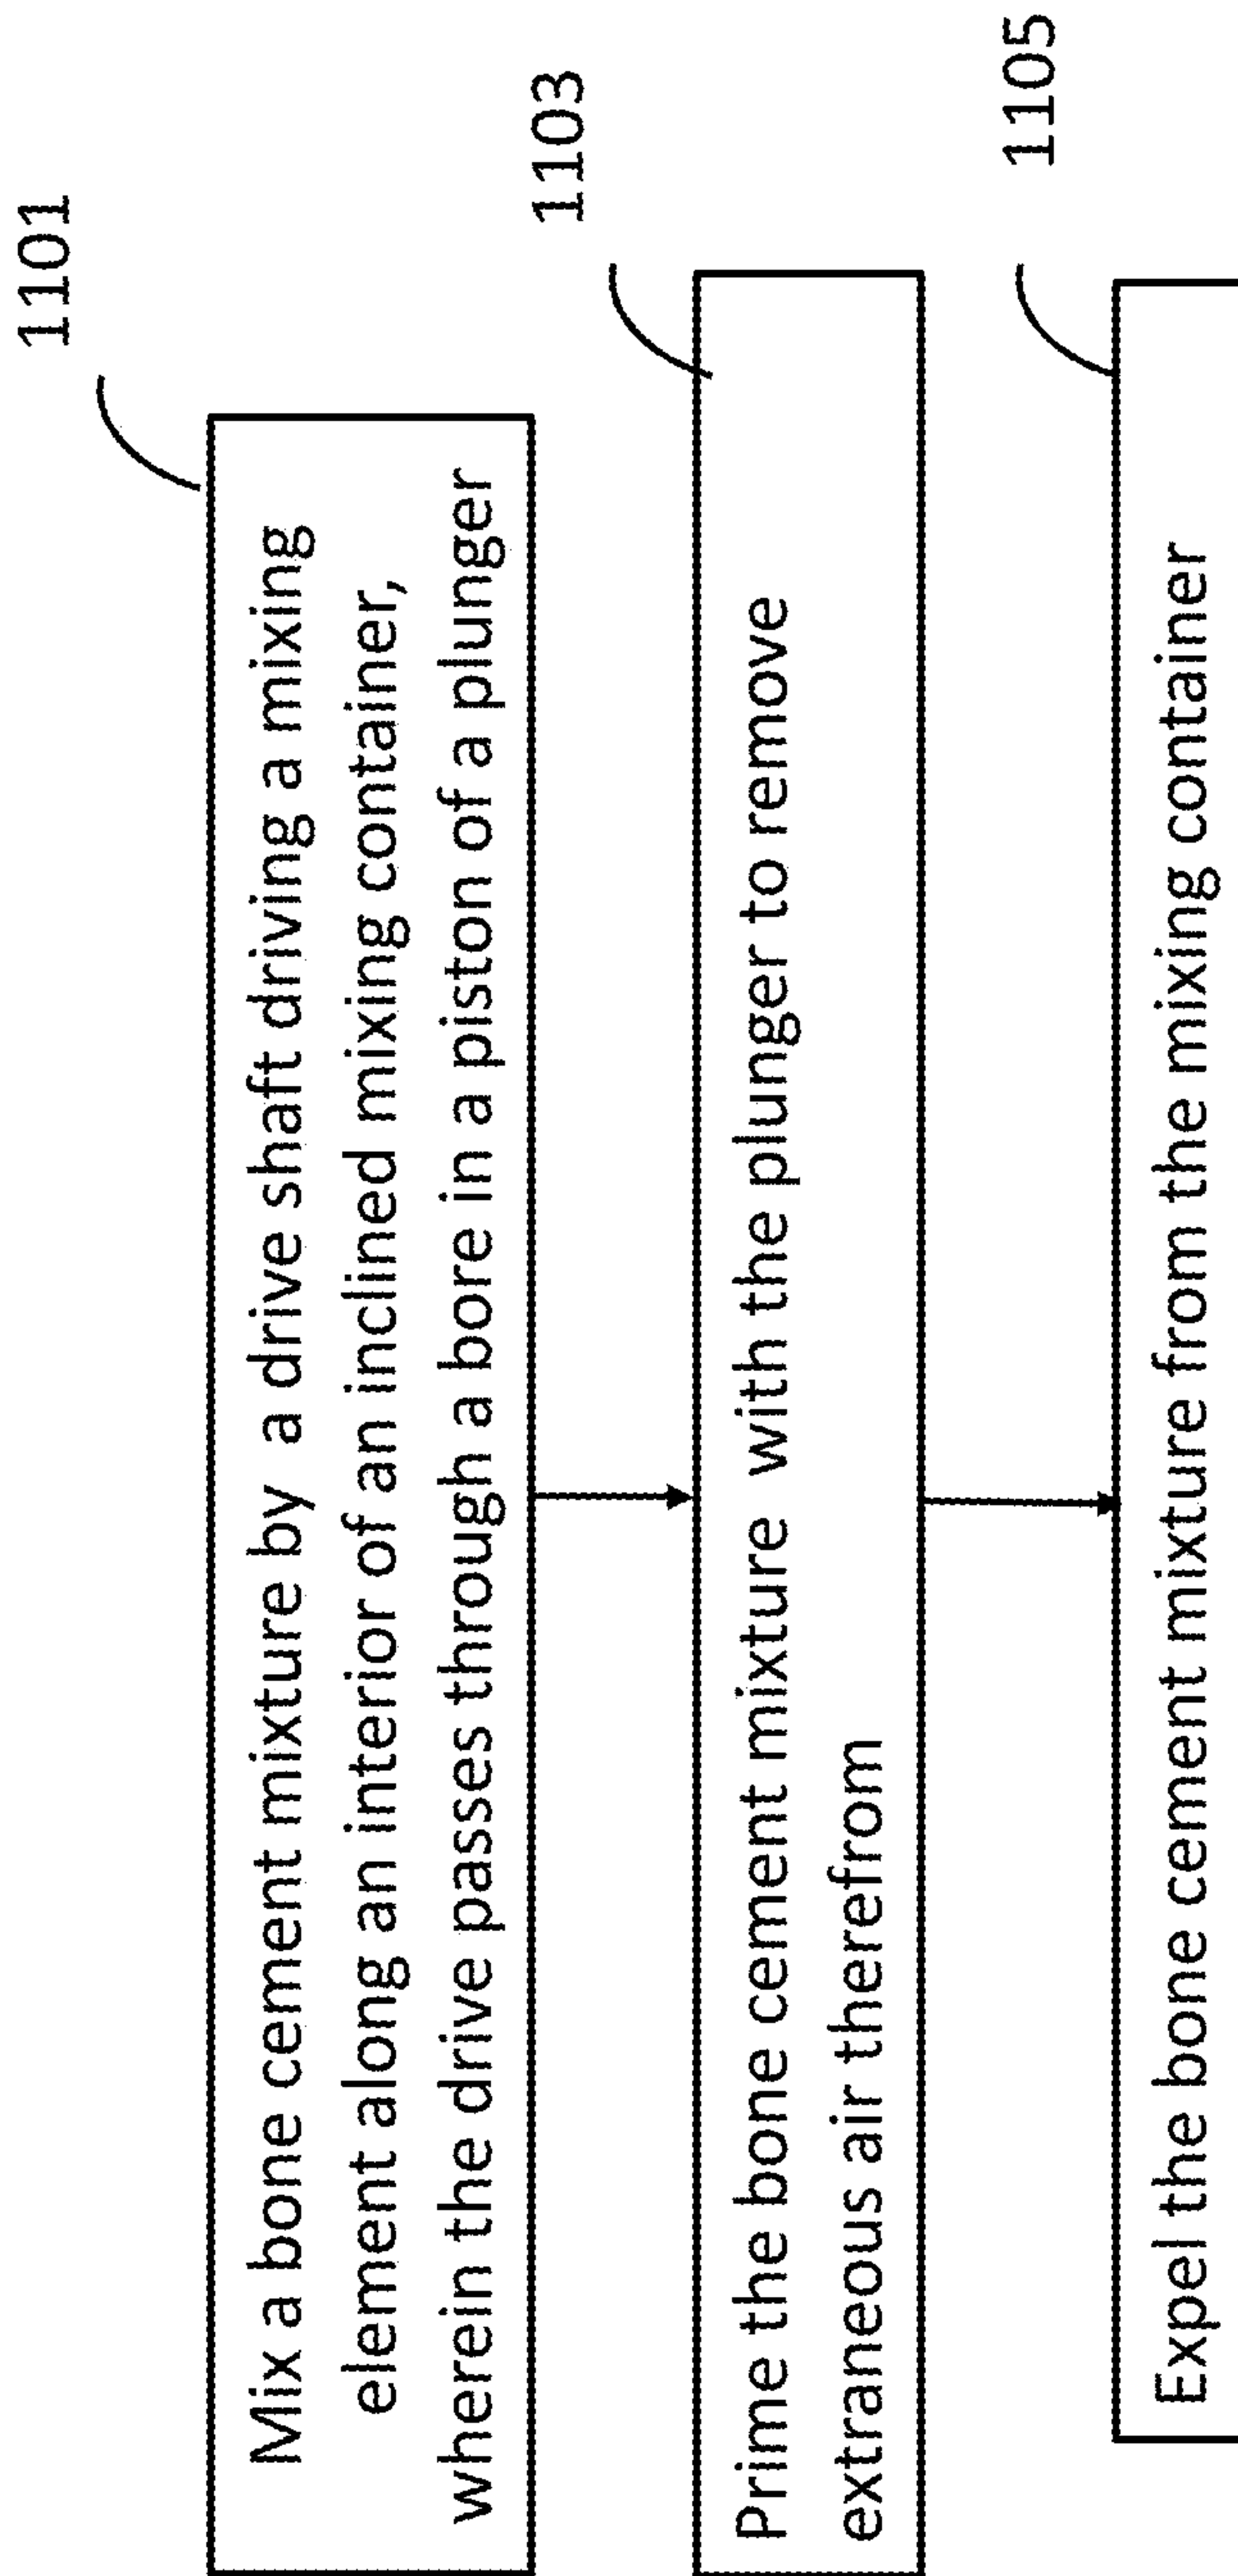 1101
Mix a bone cement mixture by a drive shaft driving a mixing
element along an interior of an inclined mixing container,
wherein the drive passes through a bore in a piston of a plunger
1103
Prime the bone cement mixture with the plunger to remove
extraneous air therefrom
1105
Expel the bone cement mixture from the mixing container